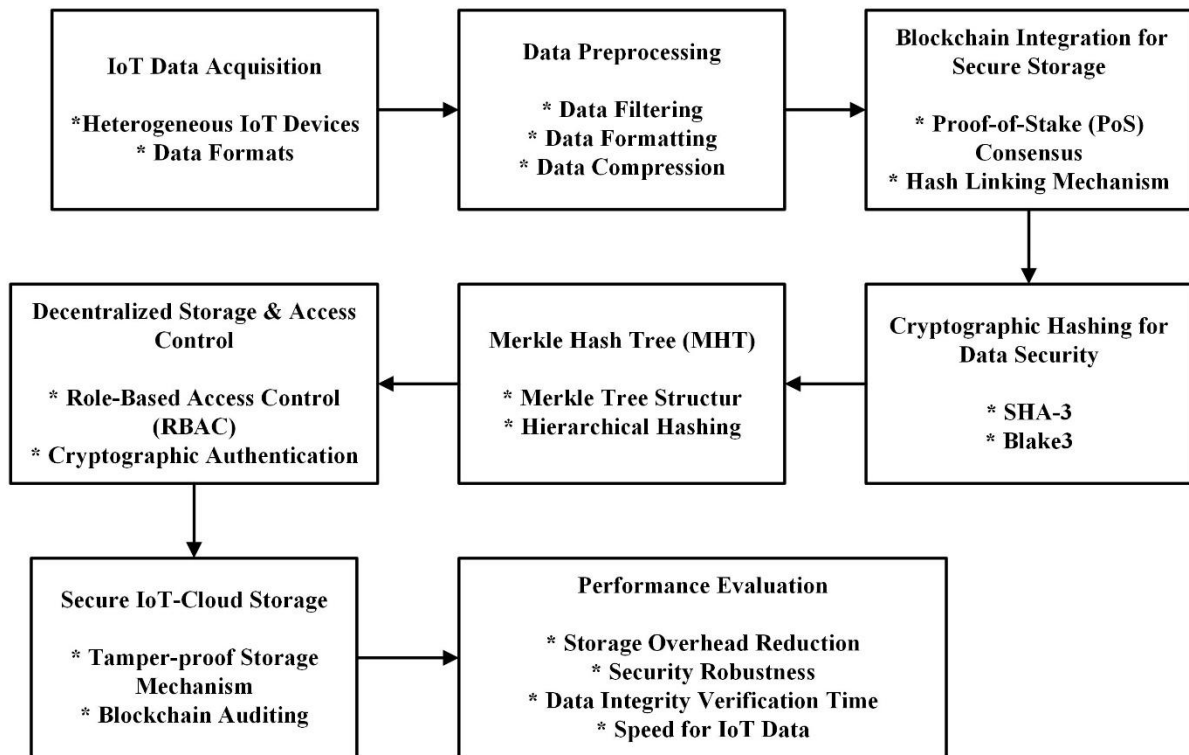 IoT Data Acquisition
*Heterogeneous IoT Devices
* Data Formats
Data Preprocessing
* Data Filtering
* Data Formatting
* Data Compression
Blockchain Integration for
Secure Storage
* Proof-of-Stake (PoS)
Consensus
* Hash Linking Mechanism
Cryptographic Hashing for
Data Security
* SHA-3
* Blake3
Merkle Hash Tree (MHT)
* Merkle Tree Structur
* Hierarchical Hashing
Decentralized Storage & Access
Control
* Role-Based Access Control
(RBAC)
* Cryptographic Authentication
Secure IoT-Cloud Storage
* Tamper-proof Storage
Mechanism
* Blockchain Auditing
Performance Evaluation
* Storage Overhead Reduction
* Security Robustness
* Data Integrity Verification Time
* Speed for IoT Data